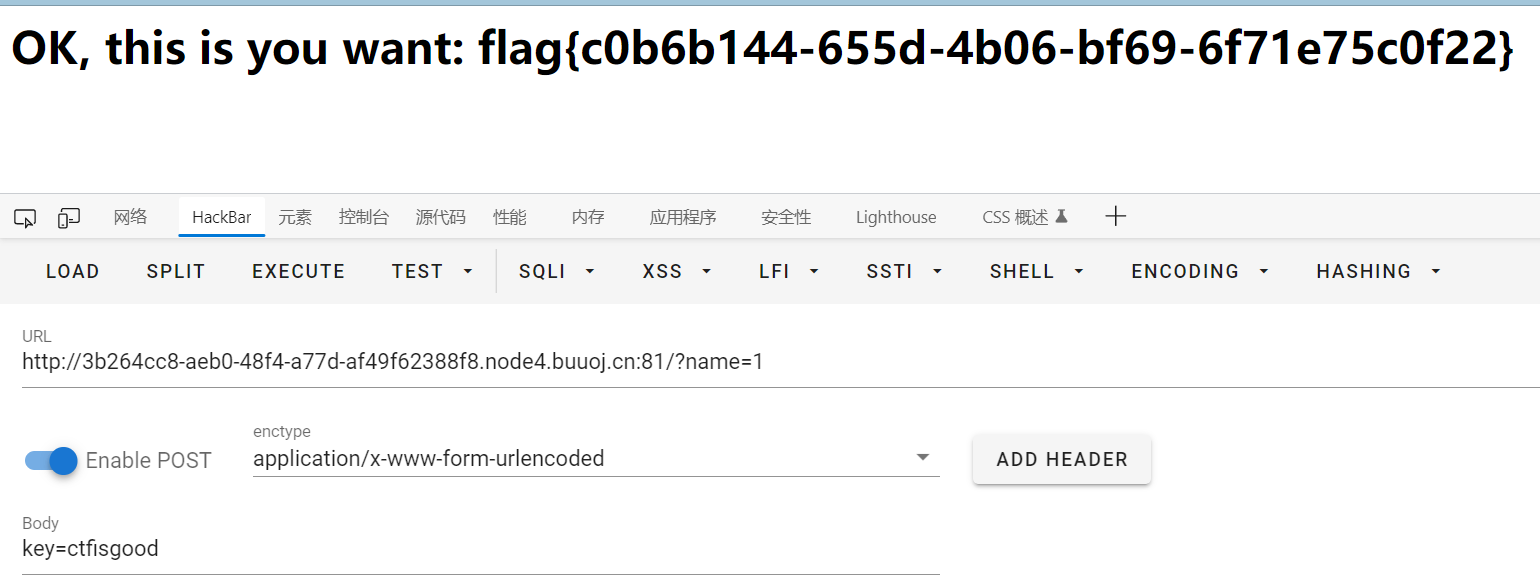 OK, this is you want: flag{c0b6b144-655d-4b06-bf69-6f71e75c0f22}
网络 HackBar 元素 控制台 源代码 性能 内存 应用程序 安全性 Lighthouse CSS 概述
LOAD SPLIT EXECUTE TEST SQLI XSS LFI SSTI SHELL ENCODING HASHING
URL
http://3b264cc8-aeb0-48f4-a77d-af49f62388f8.node4.buuoj.cn:81/?name=1
enctype
Enable POST application/x-www-form-urlencoded ADD HEADER
Body
key=ctfisgood